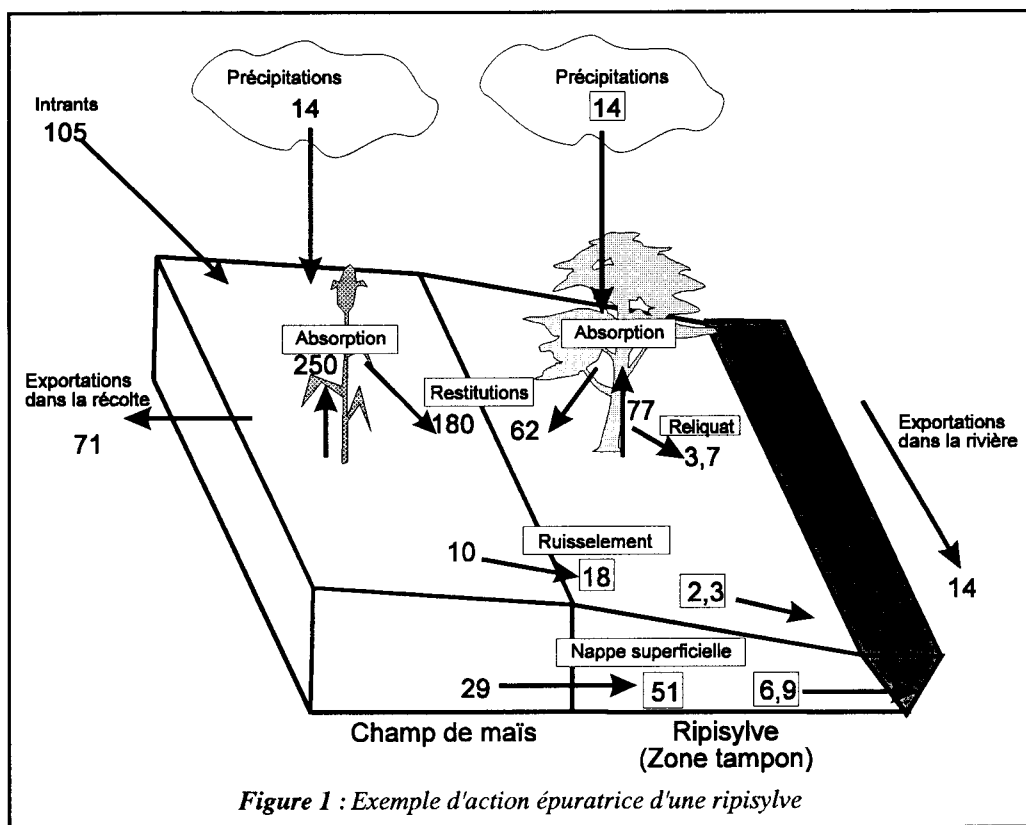 Précipitations
14
Précipitations
14
Intrants
105
Absorption
250
Absorption
Exportations
dans la récolte
71
Restitutions
180
62
77
Reliquat
3,7
Exportations
dans la rivière
14
Ruisselement
10
18
2,3
Nappe superficielle
29
51
6,9
Champ de maïs
Ripisylve
(Zone tampon)
Figure 1 : Exemple d'action épuratrice d'une ripisylve